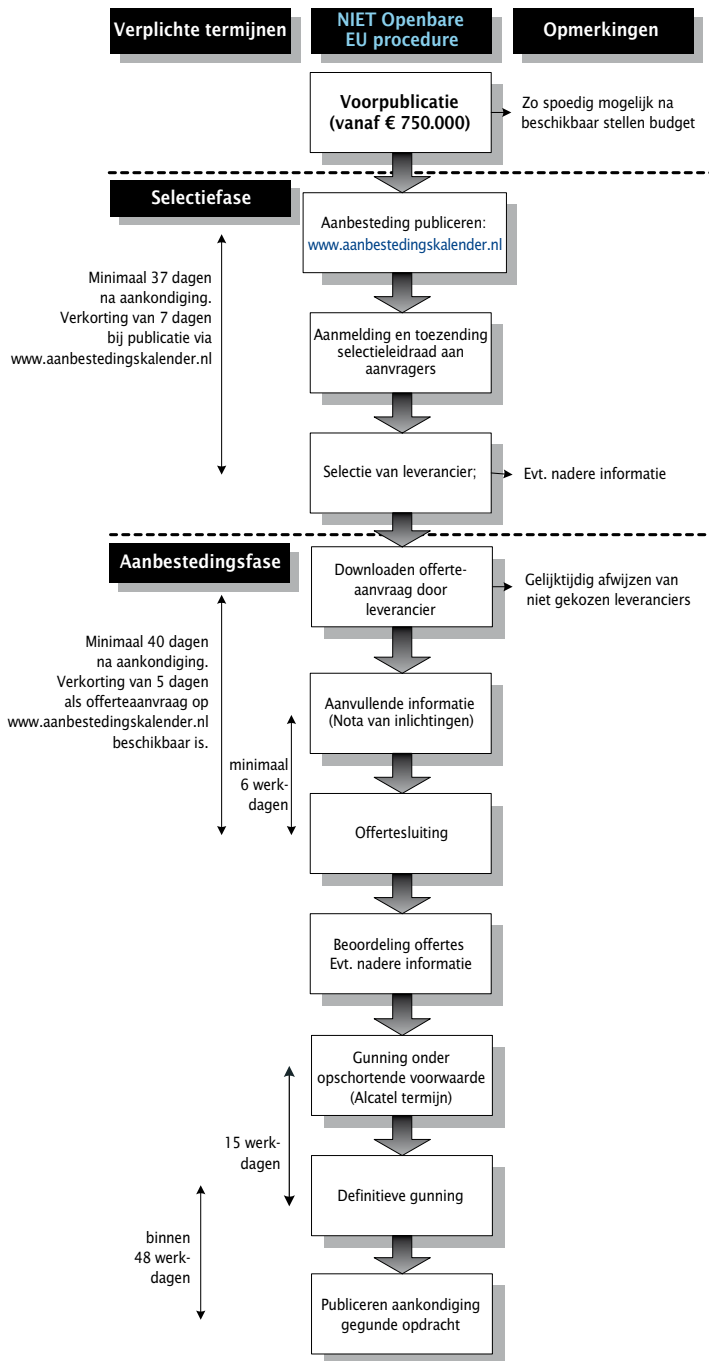 Verplichte termijnen
NIET Openbare
EU procedure
Opmerkingen
Voorpublicatie
(vanaf € 750.000)
Zo spoedig mogelijk na
beschikbaar stellen budget
Selectiefase
Aanbesteding publiceren:
www.aanbestedingskalender.nl
Minimaal 37 dagen
na aankondiging.
Verkorting van 7 dagen
bij publicatie via
www.aanbestedingskalender.nl
Aanmelding en toezending
selectieleidraad aan
aanvragers
Selectie van leverancier;
Evt. nadere informatie
Aanbestedingsfase
Downloaden offerte-
aanvraag door
leverancier
Gelijktijdig afwijzen van
niet gekozen leveranciers
Minimaal 40 dagen
na aankondiging.
Verkorting van 5 dagen
als offerteaanvraag op
www.aanbestedingskalender.nl
beschikbaar is.
Aanvullende informatie
(Nota van inlichtingen)
minimaal
6 werk-
dagen
Offertesluiting
Beoordeling offertes
Evt. nadere informatie
Gunning onder
opschortende voorwaarde
(Alcatel termijn)
15 werk-
dagen
Definitieve gunning
binnen
48 werk-
dagen
Publiceren aankondiging
gegunde opdracht